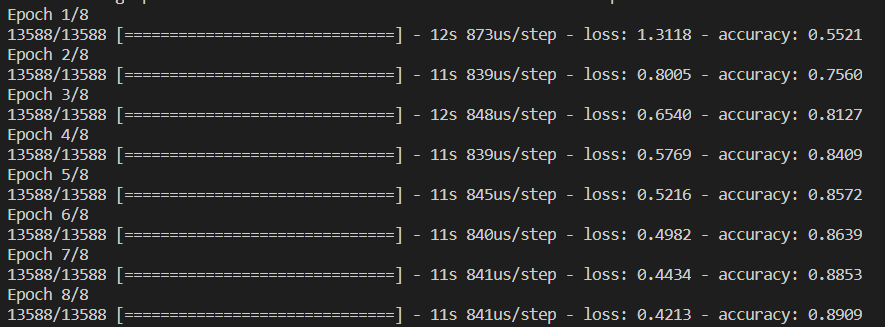 Epoch 1/8
13588/13588 [==============================] - 12s 873us/step - loss: 1.3118 - accuracy: 0.5521
Epoch 2/8
13588/13588 [==============================] - 11s 839us/step - loss: 0.8005 - accuracy: 0.7560
Epoch 3/8
13588/13588 [==============================] - 12s 848us/step - loss: 0.6540 - accuracy: 0.8127
Epoch 4/8
13588/13588 [==============================] - 11s 839us/step - loss: 0.5769 - accuracy: 0.8409
Epoch 5/8
13588/13588 [==============================] - 11s 845us/step - loss: 0.5216 - accuracy: 0.8572
Epoch 6/8
13588/13588 [==============================] - 11s 840us/step - loss: 0.4982 - accuracy: 0.8639
Epoch 7/8
13588/13588 [==============================] - 11s 841us/step - loss: 0.4434 - accuracy: 0.8853
Epoch 8/8
13588/13588 [==============================] - 11s 841us/step - loss: 0.4213 - accuracy: 0.8909